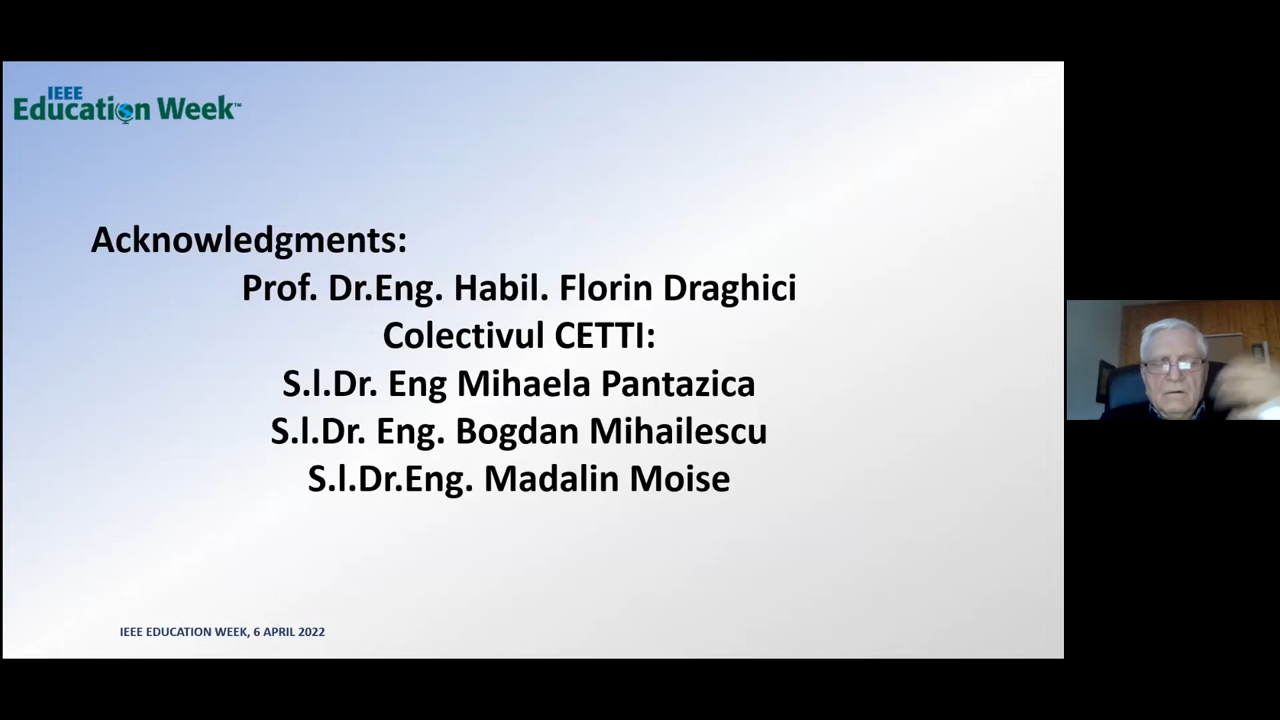 IEEE
Education Week™
Acknowledgments:
Prof. Dr.Eng. Habil. Florin Draghici
Colectivul CETTI:
S.l.Dr. Eng Mihaela Pantazica
S.l.Dr. Eng. Bogdan Mihailescu
S.l.Dr.Eng. Madalin Moise
IEEE EDUCATION WEEK, 6 APRIL 2022